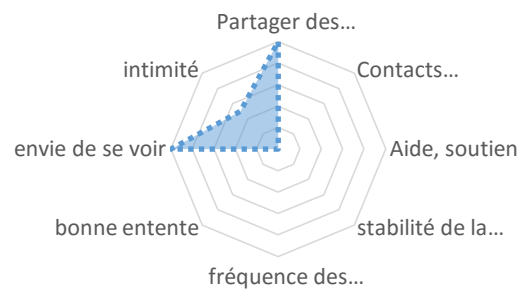 Partager des…
Contacts…
Aide, soutien
stabilité de la…
fréquence des…
bonne entente
envie de se voir
intimité